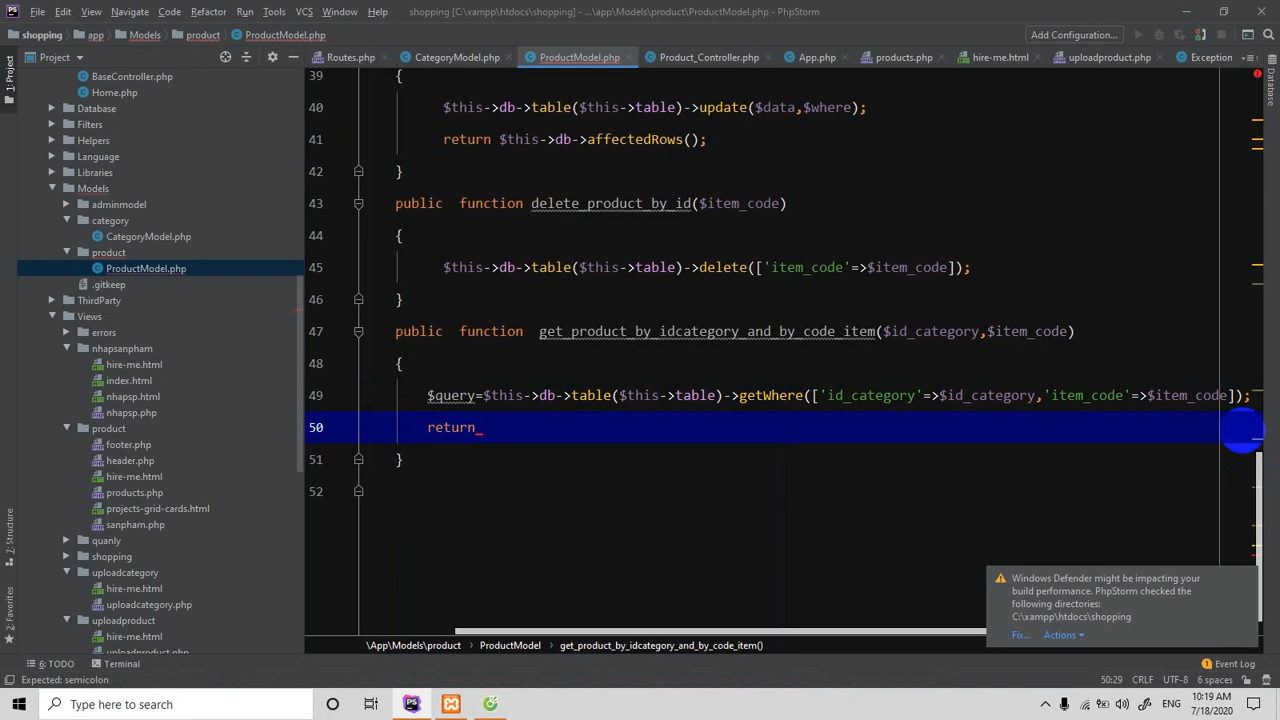 File Edit View Navigate Code Refactor Run Tools VCS Window Help shopping [C:\xampp\htdocs\shopping] - ...\app\Models\product\ProductModel.php - PhpStorm
shopping app Models product ProductModel.php Add Configuration...
Project Routes.php CategoryModel.php ProductModel.php Product_Controller.php App.php products.php hire-me.html uploadproduct.php Exception
1: Project
Database
BaseController.php
Home.php
Database
Filters
Helpers
Language
Libraries
Models
adminmodel
category
CategoryModel.php
product
ProductModel.php
.gitkeep
ThirdParty
Views
errors
nhapsanpham
hire-me.html
index.html
nhapsp.html
nhapsp.php
product
footer.php
header.php
hire-me.html
products.php
projects-grid-cards.html
sanpham.php
quanly
shopping
uploadcategory
hire-me.html
uploadcategory.php
uploadproduct
hire-me.html
uploadproduct.php
7: Structure
2: Favorites
39 {
40 $this->db->table($this->table)->update($data,$where);
41 return $this->db->affectedRows();
42 }
43 public function delete_product_by_id($item_code)
44 {
45 $this->db->table($this->table)->delete(['item_code'=>$item_code]);
46 }
47 public function get_product_by_idcategory_and_by_code_item($id_category,$item_code)
48 {
49 $query=$this->db->table($this->table)->getWhere(['id_category'=>$id_category,'item_code'=>$item_code]);
50 return
51 }
52
Windows Defender might be impacting your
build performance. PhpStorm checked the
following directories:
C:\xampp\htdocs\shopping
Fix... Actions
\App\Models\product ProductModel get_product_by_idcategory_and_by_code_item()
6: TODO Terminal 1 Event Log
Expected: semicolon 50:29 CRLF UTF-8 6 spaces
Type here to search PS ENG 10:19 AM
7/18/2020